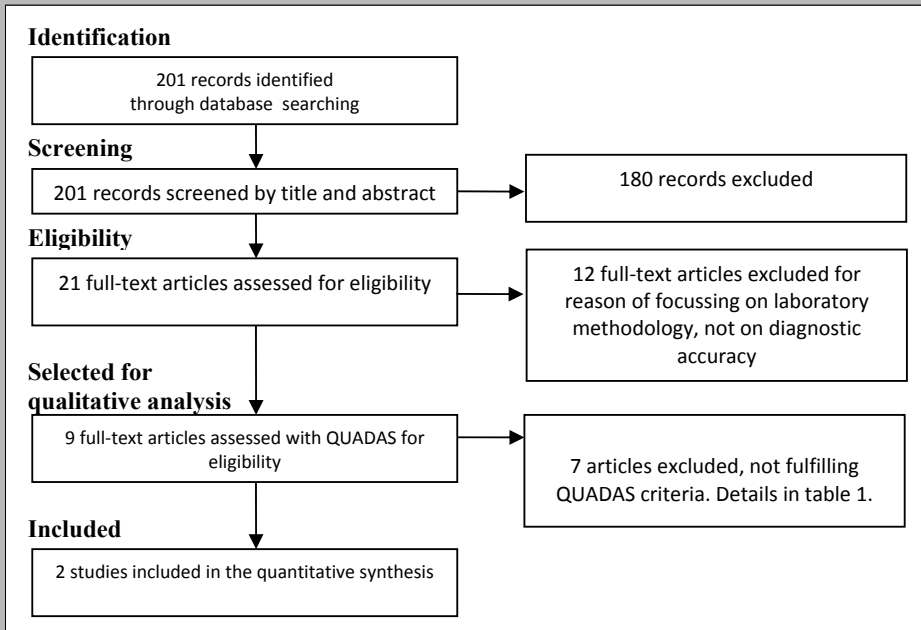 Identification
201 records identified
through database searching
Screening
201 records screened by title and abstract
180 records excluded
Eligibility
21 full-text articles assessed for eligibility
12 full-text articles excluded for
reason of focussing on laboratory
methodology, not on diagnostic
accuracy
Selected for
qualitative analysis
9 full-text articles assessed with QUADAS for
eligibility
7 articles excluded, not fulfilling
QUADAS criteria. Details in table 1.
Included
2 studies included in the quantitative synthesis